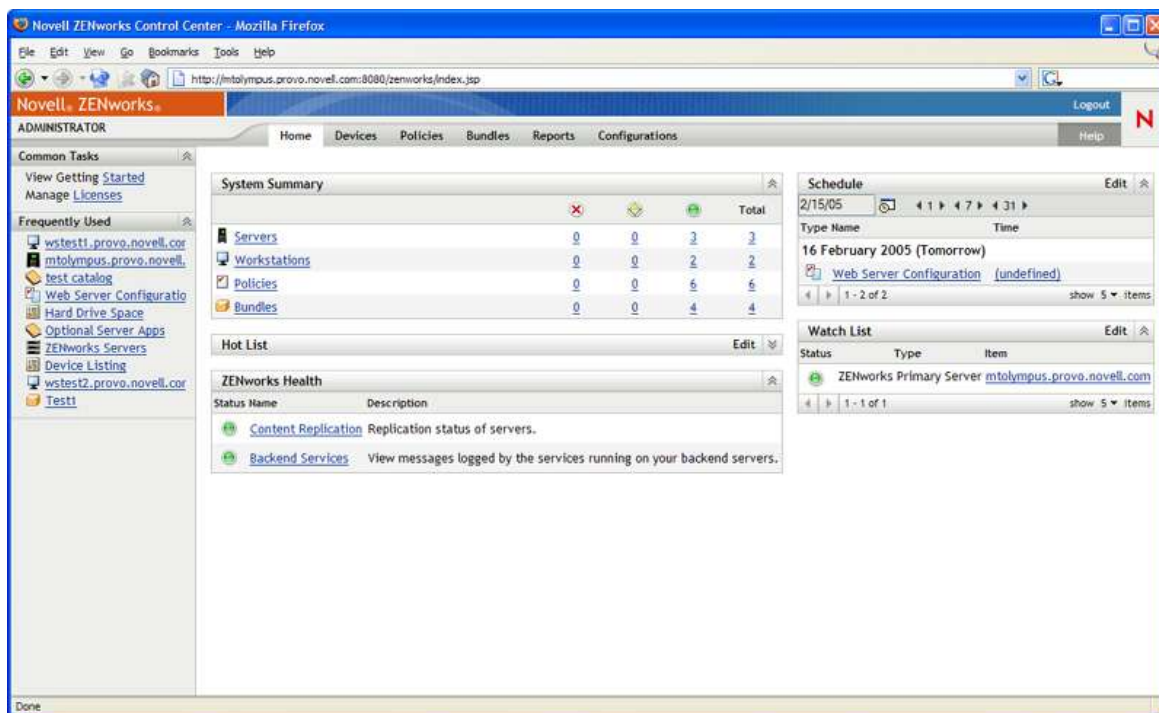 Novell ZENworks Control Center - Mozilla Firefox
File Edit View Go Bookmarks Tools Help
http://mtolympus.provo.novell.com:8080/zenworks/index.jsp
Novell® ZENworks®
Logout
N
ADMINISTRATOR
Home Devices Policies Bundles Reports Configurations
Help
Common Tasks
View Getting Started
Manage Licenses
Frequently Used
wstest1.provo.novell.cor
mtolympus.provo.novell.
test catalog
Web Server Configuratio
Hard Drive Space
Optional Server Apps
ZENworks Servers
Device Listing
wstest2.provo.novell.cor
Test1
System Summary
Total
Servers 0 0 3 3
Workstations 0 0 2 2
Policies 0 0 6 6
Bundles 0 0 4 4
Hot List Edit
ZENworks Health
Status Name Description
Content Replication Replication status of servers.
Backend Services View messages logged by the services running on your backend servers.
Schedule Edit
2/15/05 1 7 31
Type Name Time
16 February 2005 (Tomorrow)
Web Server Configuration (undefined)
1 - 2 of 2 show 5 items
Watch List Edit
Status Type Item
ZENworks Primary Server mtolympus.provo.novell.com
1 - 1 of 1 show 5 items
Done